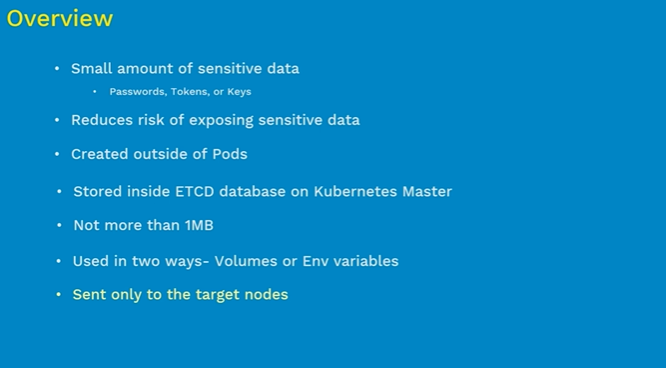 Overview
• Small amount of sensitive data
• Passwords, Tokens, or Keys
• Reduces risk of exposing sensitive data
• Created outside of Pods
• Stored inside ETCD database on Kubernetes Master
• Not more than 1MB
• Used in two ways- Volumes or Env variables
• Sent only to the target nodes